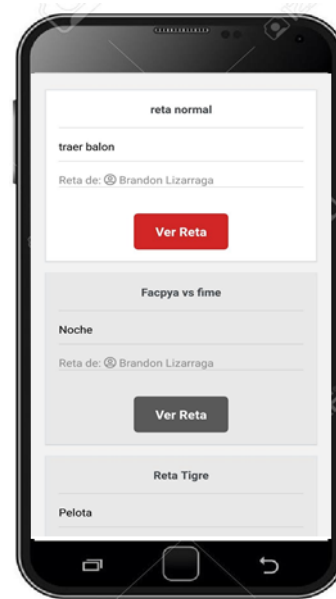 reta normal
traer balon
Reta de: Brandon Lizarraga
Ver Reta
Facpya vs fime
Noche
Reta de: Brandon Lizarraga
Ver Reta
Reta Tigre
Pelota